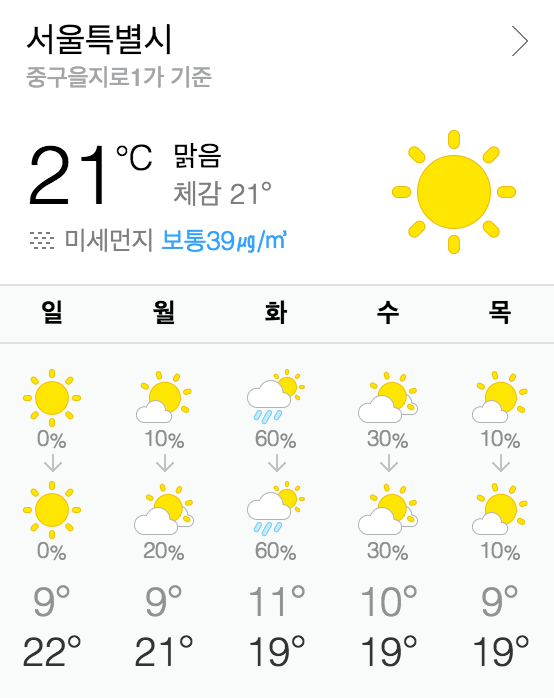 서울특별시
중구을지로1가 기준
21°C 맑음
체감 21°
미세먼지 보통39㎍/㎥
일 월 화 수 목
0% 10% 60% 30% 10%
0% 20% 60% 30% 10%
9° 9° 11° 10° 9°
22° 21° 19° 19° 19°